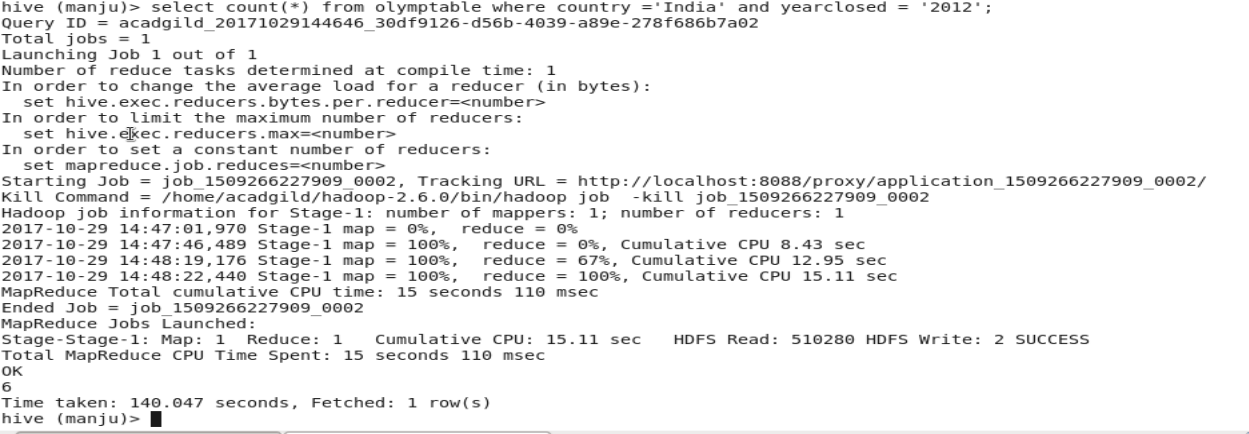 hive (manju)> select count(*) from olymptable where country ='India' and yearclosed = '2012';
Query ID = acadgild_20171029144646_30df9126-d56b-4039-a89e-278f686b7a02
Total jobs = 1
Launching Job 1 out of 1
Number of reduce tasks determined at compile time: 1
In order to change the average load for a reducer (in bytes):
  set hive.exec.reducers.bytes.per.reducer=<number>
In order to limit the maximum number of reducers:
  set hive.exec.reducers.max=<number>
In order to set a constant number of reducers:
  set mapreduce.job.reduces=<number>
Starting Job = job_1509266227909_0002, Tracking URL = http://localhost:8088/proxy/application_1509266227909_0002/
Kill Command = /home/acadgild/hadoop-2.6.0/bin/hadoop job  -kill job_1509266227909_0002
Hadoop job information for Stage-1: number of mappers: 1; number of reducers: 1
2017-10-29 14:47:01,970 Stage-1 map = 0%,  reduce = 0%
2017-10-29 14:47:46,489 Stage-1 map = 100%,  reduce = 0%, Cumulative CPU 8.43 sec
2017-10-29 14:48:19,176 Stage-1 map = 100%,  reduce = 67%, Cumulative CPU 12.95 sec
2017-10-29 14:48:22,440 Stage-1 map = 100%,  reduce = 100%, Cumulative CPU 15.11 sec
MapReduce Total cumulative CPU time: 15 seconds 110 msec
Ended Job = job_1509266227909_0002
MapReduce Jobs Launched:
Stage-Stage-1: Map: 1  Reduce: 1   Cumulative CPU: 15.11 sec   HDFS Read: 510280 HDFS Write: 2 SUCCESS
Total MapReduce CPU Time Spent: 15 seconds 110 msec
OK
6
Time taken: 140.047 seconds, Fetched: 1 row(s)
hive (manju)>